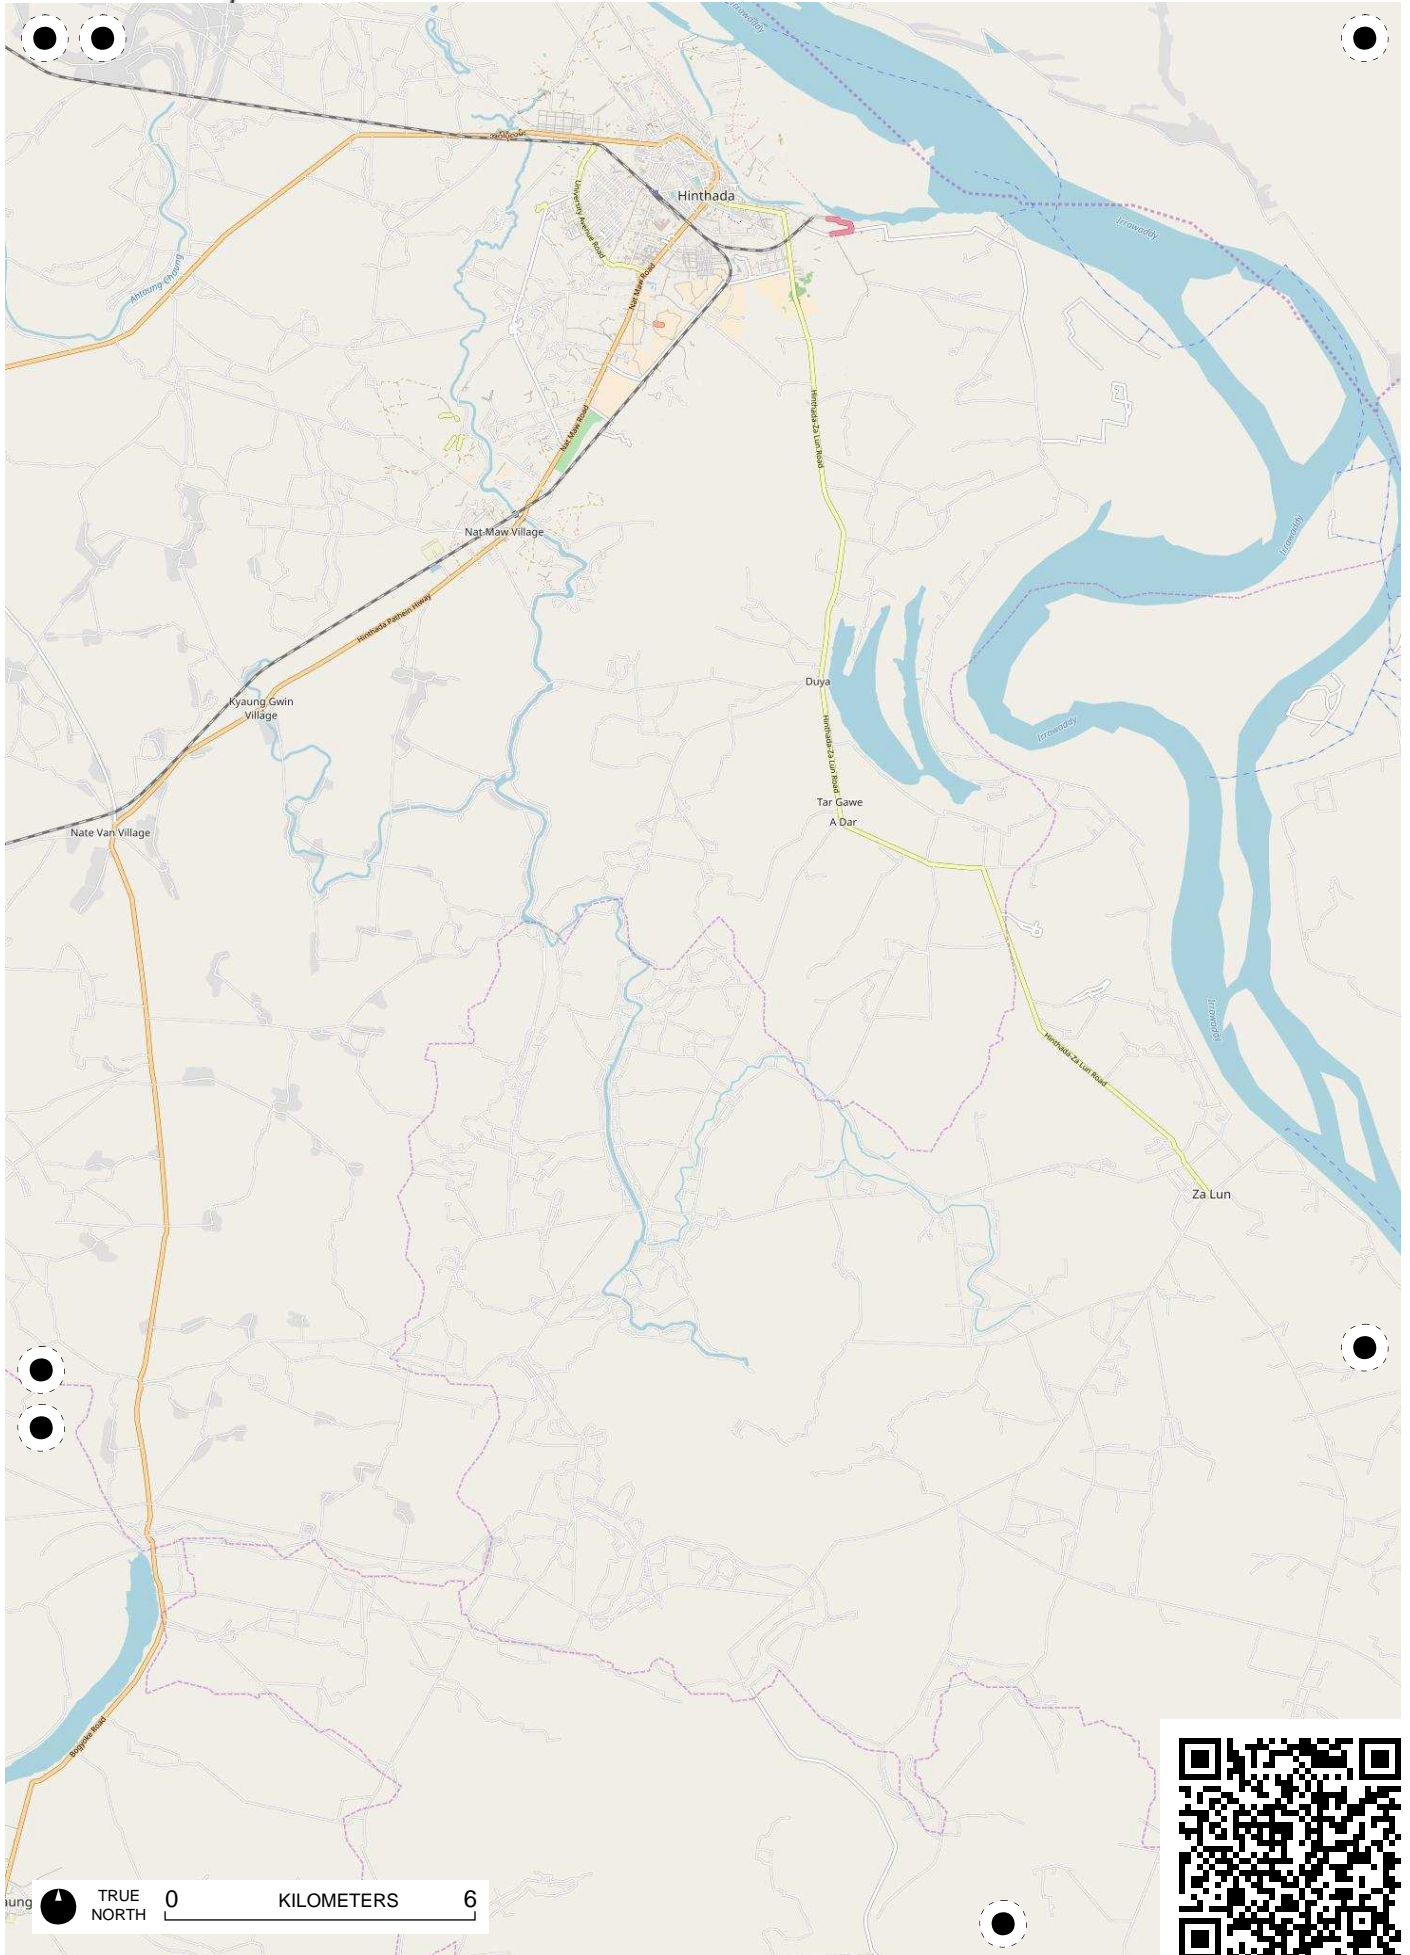 Irrawaddy
Hinthada
University Avenue Road
Nat Maw Road
Irrawaddy
Antoung Chaung
Hinthada-Za Lun Road
Nat Maw Road
Nat Maw Village
Irrawaddy
Hinthada Pathein Hiway
Duya
Kyaung Gwin
Village
Irrawaddy
Hinthada-Za Lun Road
Tar Gawe
A Dar
Nate Van Village
Irrawaddy
Hinthada-Za Lun Road
Za Lun
Bogyoke Road
aung
TRUE
NORTH
0 KILOMETERS 6